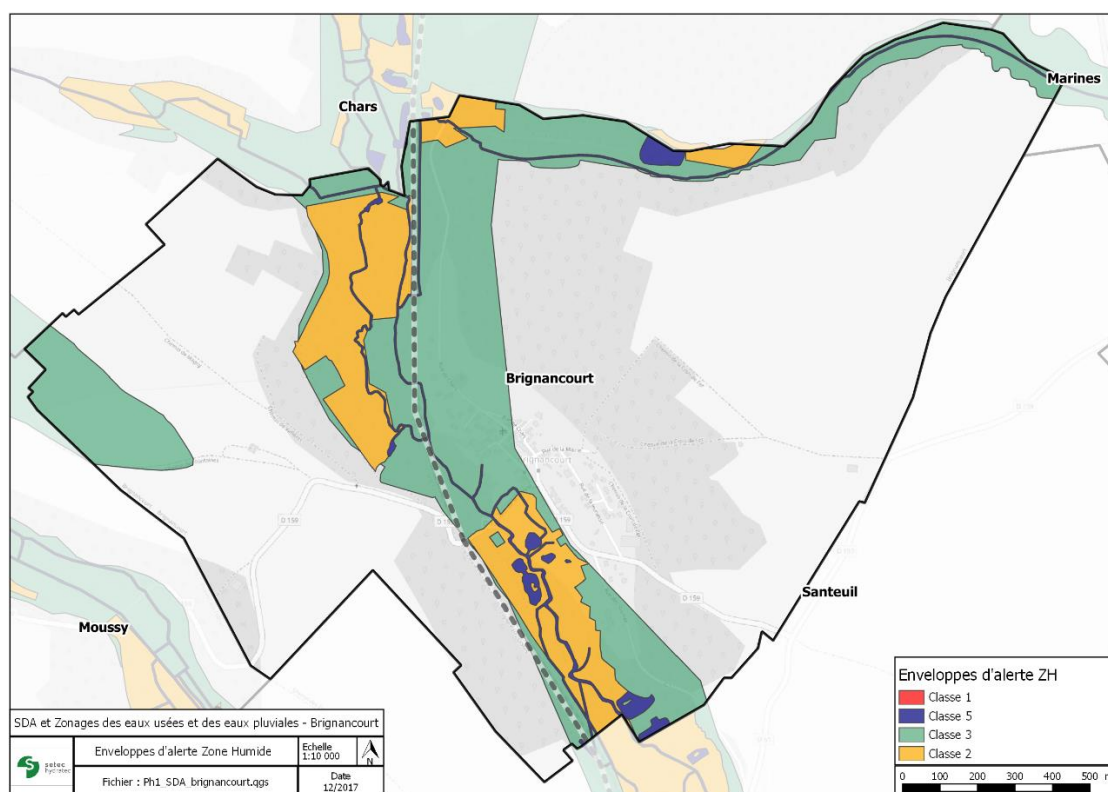 Chars
Marines
Brignancourt
Santeuil
Moussy
D 159
D 159
D 159
Enveloppes d'alerte ZH
Classe 1
Classe 5
Classe 3
Classe 2
0 100 200 300 400 500 m
SDA et Zonages des eaux usées et des eaux pluviales - Brignancourt
setec
hydratec
Enveloppes d'alerte Zone Humide
Echelle
1:10 000
N
Fichier : Ph1_SDA_brignancourt.qgs
Date
12/2017